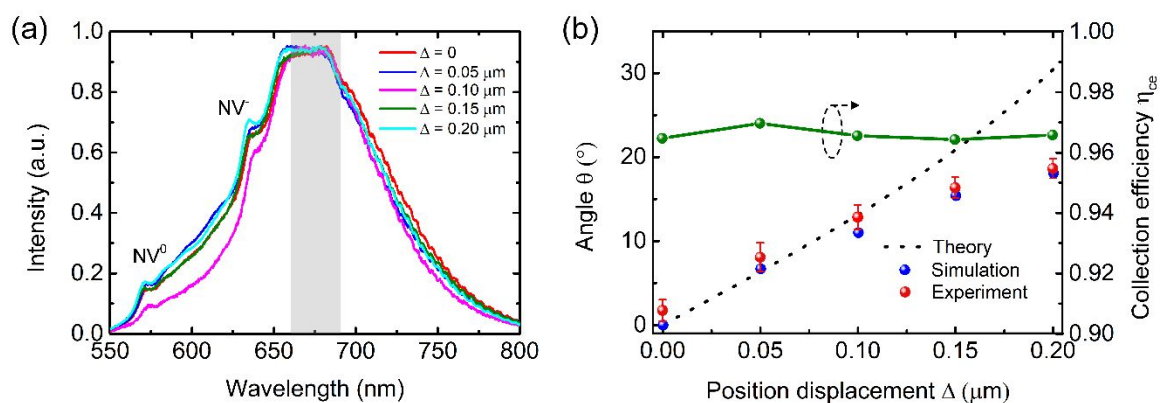 (a)
1.0
0.8
0.6
0.4
0.2
0.0
Intensity (a.u.)
550
600
650
700
750
800
Wavelength (nm)
NV⁰
NV⁻
Δ = 0
Δ = 0.05 μm
Δ = 0.10 μm
Δ = 0.15 μm
Δ = 0.20 μm
(b)
30
20
10
0
Angle θ (°)
0.00
0.05
0.10
0.15
0.20
Position displacement Δ (μm)
Theory
Simulation
Experiment
1.00
0.98
0.96
0.94
0.92
0.90
Collection efficiency ηce